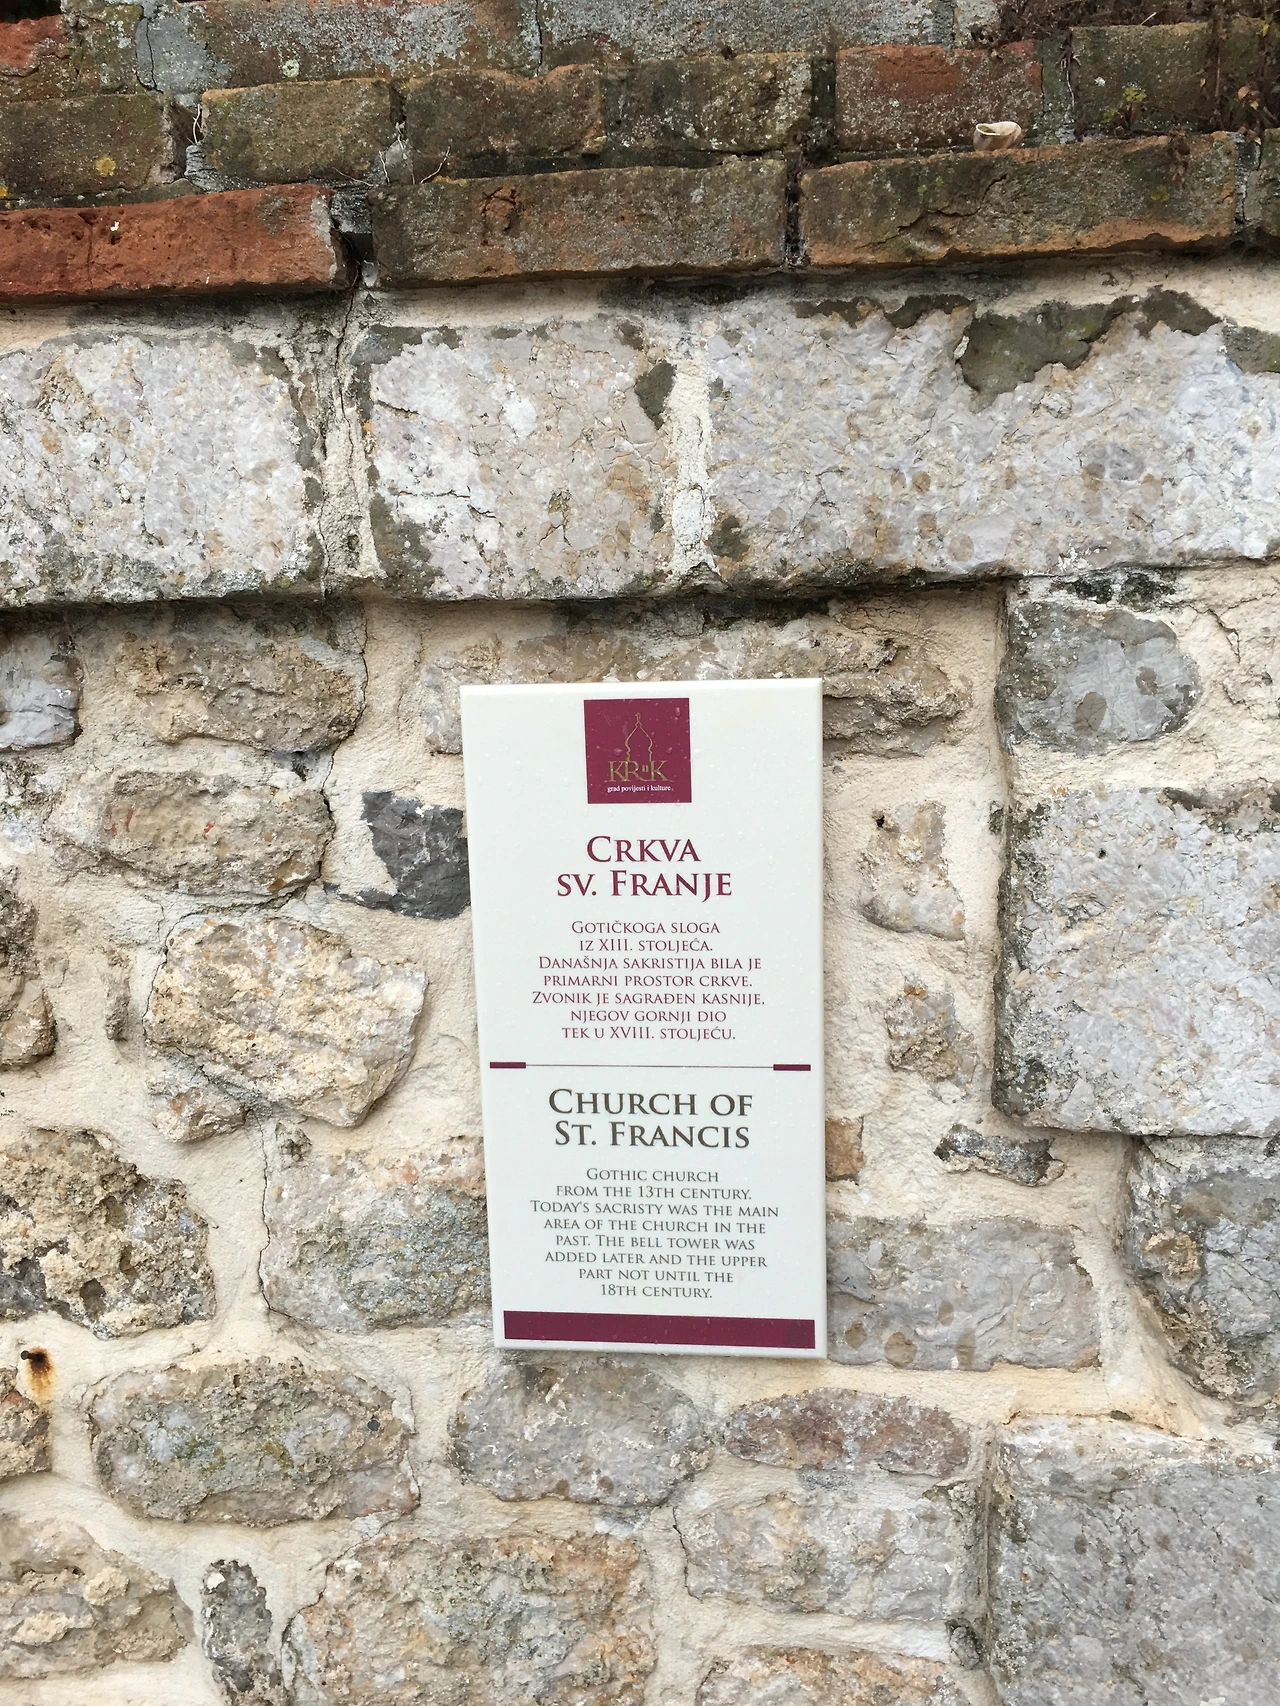 KRK
grad povijesti i kulture
CRKVA
SV. FRANJE
GOTIČKOGA SLOGA
IZ XIII. STOLJEĆA.
DANAŠNJA SAKRISTIJA BILA JE
PRIMARNI PROSTOR CRKVE.
ZVONIK JE SAGRAĐEN KASNIJE,
NJEGOV GORNJI DIO
TEK U XVIII. STOLJEĆU.
CHURCH OF
ST. FRANCIS
GOTHIC CHURCH
FROM THE 13TH CENTURY.
TODAY'S SACRISTY WAS THE MAIN
AREA OF THE CHURCH IN THE
PAST. THE BELL TOWER WAS
ADDED LATER AND THE UPPER
PART NOT UNTIL THE
18TH CENTURY.